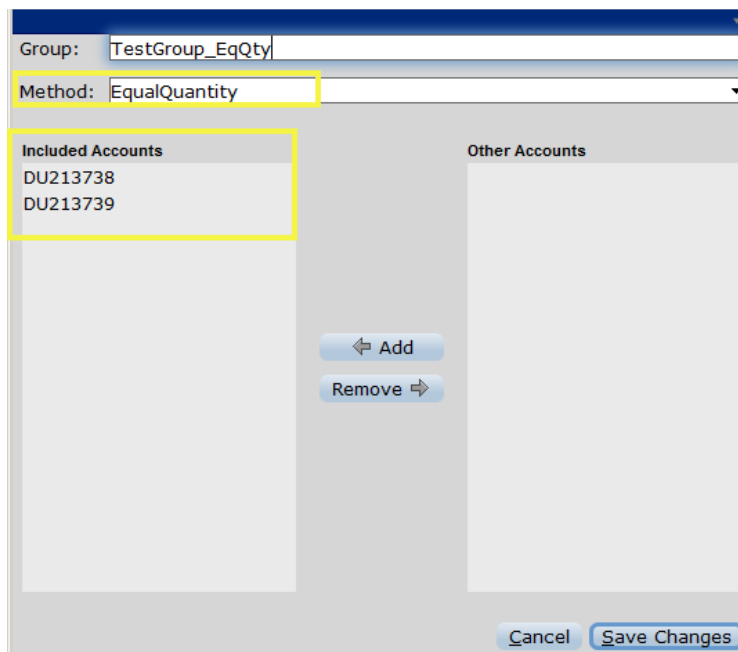 Group: TestGroup_EqQty
Method: EqualQuantity
Included Accounts
DU213738
DU213739
Other Accounts
Add
Remove
Cancel Save Changes